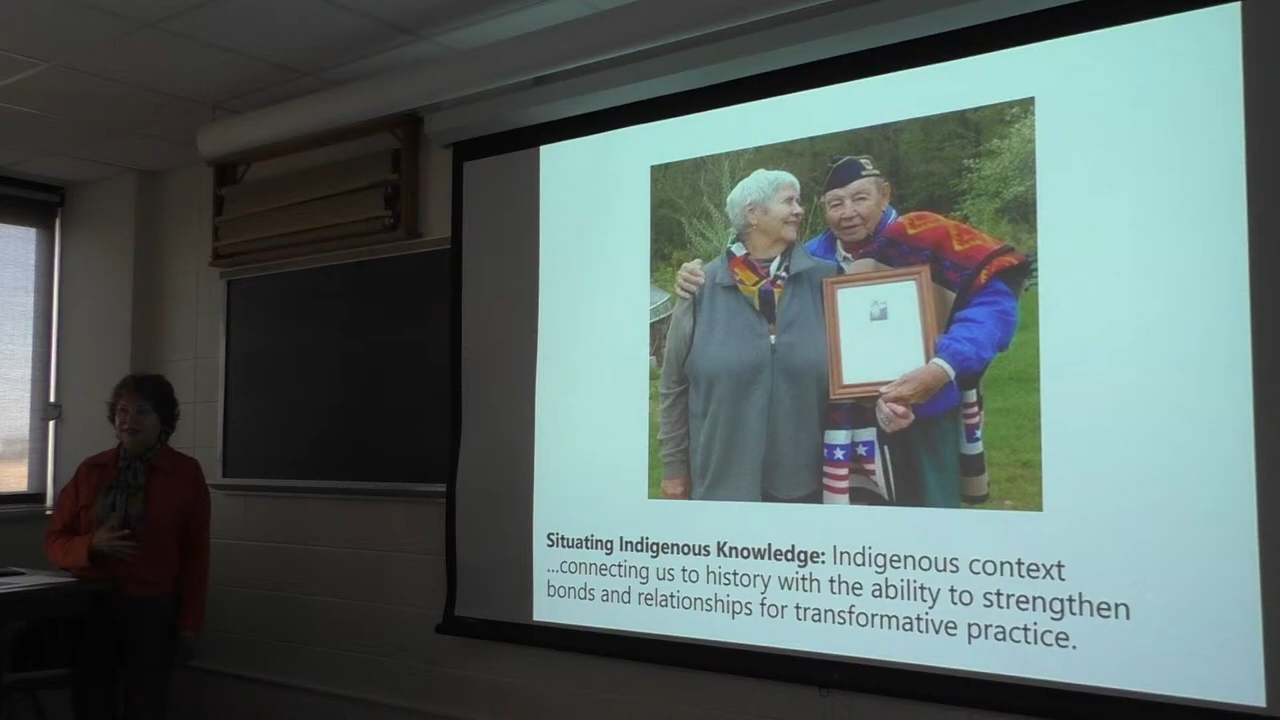 Situating Indigenous Knowledge: Indigenous context
...connecting us to history with the ability to strengthen
bonds and relationships for transformative practice.